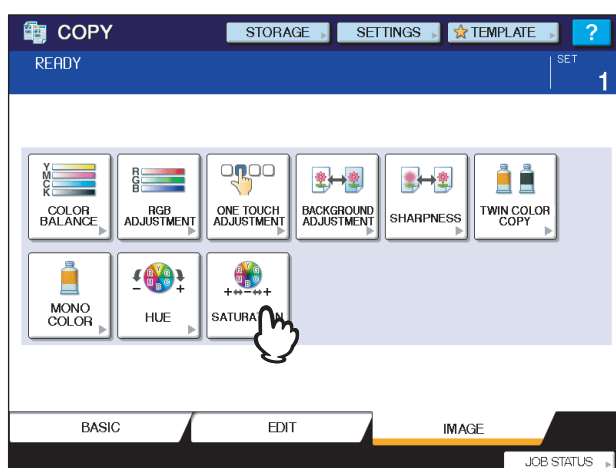 COPY
STORAGE
SETTINGS
TEMPLATE
?
READY
SET
1
Y
M
C
K
COLOR
BALANCE
R
G
B
RGB
ADJUSTMENT
ONE TOUCH
ADJUSTMENT
BACKGROUND
ADJUSTMENT
SHARPNESS
TWIN COLOR
COPY
MONO
COLOR
HUE
BASIC
EDIT
IMAGE
JOB STATUS